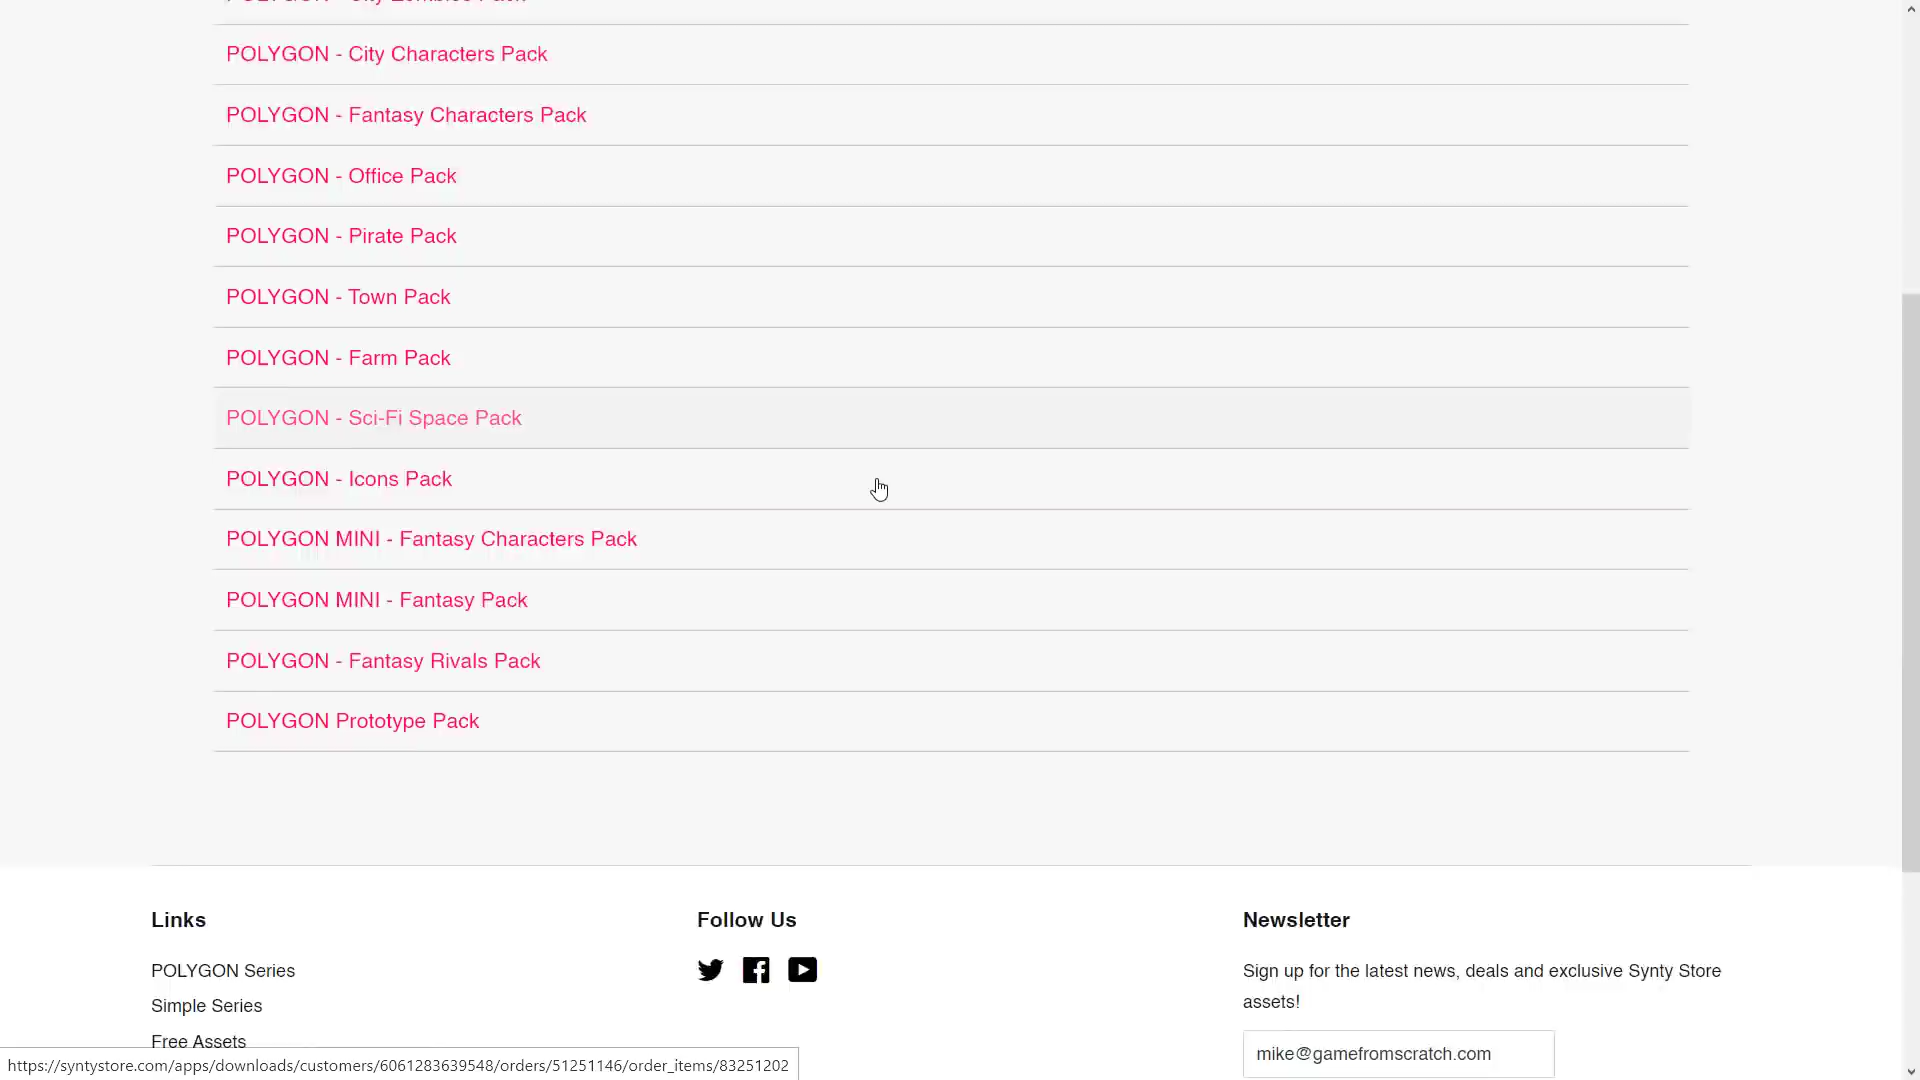 POLYGON - City Zombies Pack
POLYGON - City Characters Pack
POLYGON - Fantasy Characters Pack
POLYGON - Office Pack
POLYGON - Pirate Pack
POLYGON - Town Pack
POLYGON - Farm Pack
POLYGON - Sci-Fi Space Pack
POLYGON - Icons Pack
POLYGON MINI - Fantasy Characters Pack
POLYGON MINI - Fantasy Pack
POLYGON - Fantasy Rivals Pack
POLYGON Prototype Pack
Links
POLYGON Series
Simple Series
Free Assets
Follow Us
Newsletter
Sign up for the latest news, deals and exclusive Synty Store
assets!
mike@gamefromscratch.com
https://syntystore.com/apps/downloads/customers/6061283639548/orders/51251146/order_items/83251202